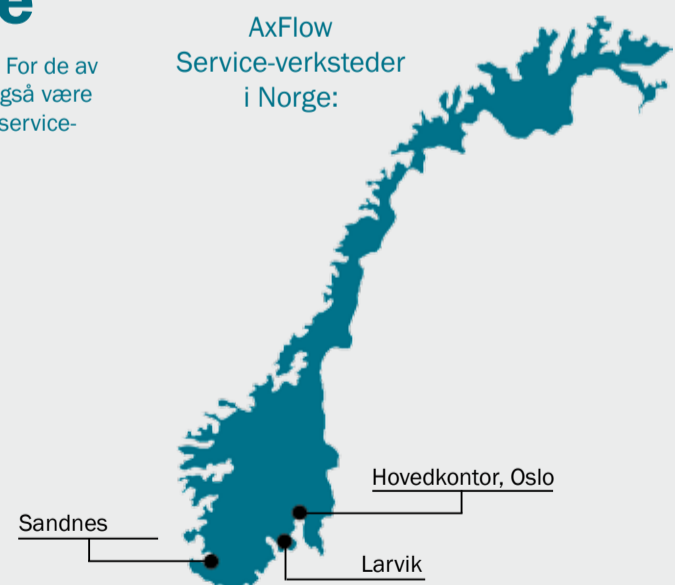 e
For de av
gså være
service-
AxFlow
Service-verksteder
i Norge:
Hovedkontor, Oslo
Sandnes
Larvik